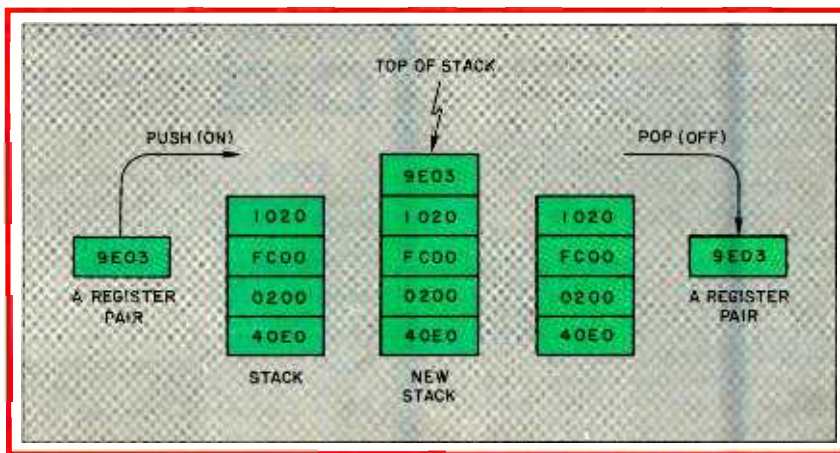 TOP OF STACK
PUSH (ON)
POP (OFF)
9E03
1020
FC00
0200
40E0
STACK
9E03
1020
FC00
0200
40E0
NEW
STACK
1020
FC00
0200
40E0
9E03
A REGISTER
PAIR
9E03
A REGISTER
PAIR